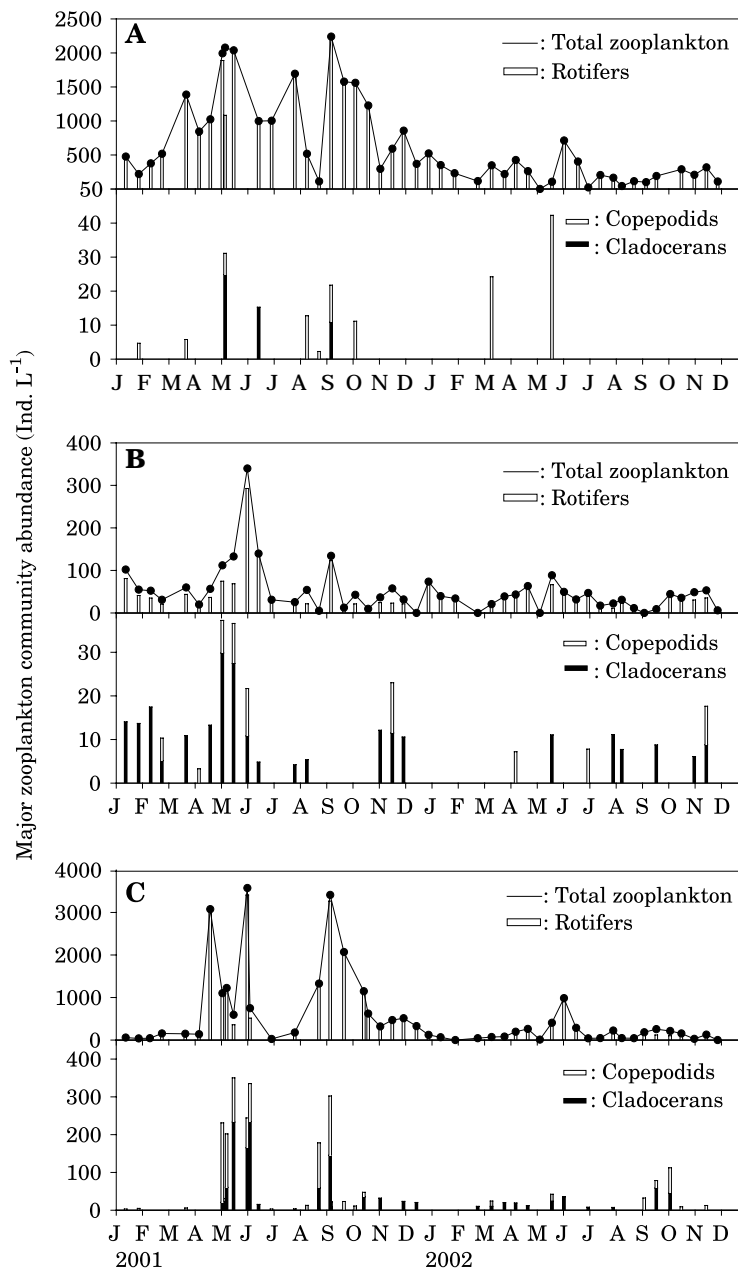 Major zooplankton community abundance (Ind. L-1)
A
: Total zooplankton
: Rotifers
2500
2000
1500
1000
500
50
: Copepodids
: Cladocerans
40
30
20
10
0
J F M A M J J A S O N D J F M A M J J A S O N D
B
: Total zooplankton
: Rotifers
400
300
200
100
0
: Copepodids
: Cladocerans
30
20
10
0
J F M A M J J A S O N D J F M A M J J A S O N D
C
: Total zooplankton
: Rotifers
4000
3000
2000
1000
0
: Copepodids
: Cladocerans
400
300
200
100
0
J F M A M J J A S O N D J F M A M J J A S O N D
2001 2002